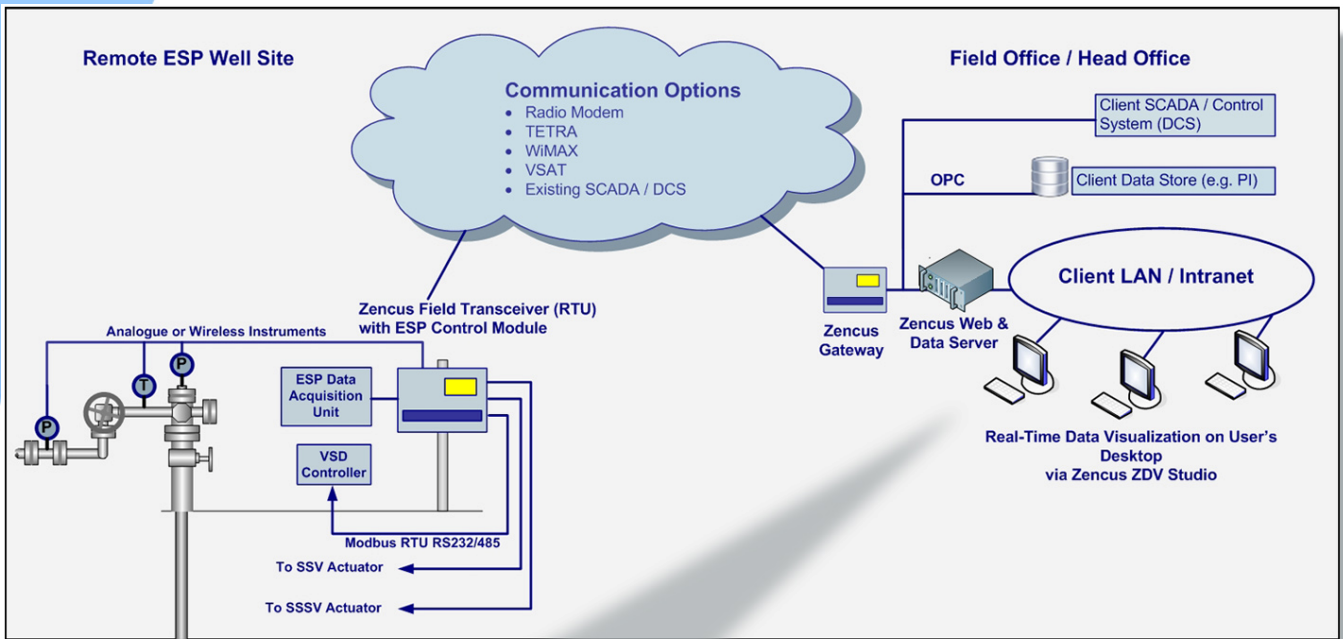 Remote ESP Well Site
Communication Options
• Radio Modem
• TETRA
• WiMAX
• VSAT
• Existing SCADA / DCS
Field Office / Head Office
Client SCADA / Control
System (DCS)
OPC
Client Data Store (e.g. PI)
Client LAN / Intranet
Zencus
Gateway
Zencus Web &
Data Server
Real-Time Data Visualization on User's
Desktop
via Zencus ZDV Studio
Zencus Field Transceiver (RTU)
with ESP Control Module
Analogue or Wireless Instruments
P
T
P
ESP Data
Acquisition
Unit
VSD
Controller
Modbus RTU RS232/485
To SSV Actuator
To SSSV Actuator